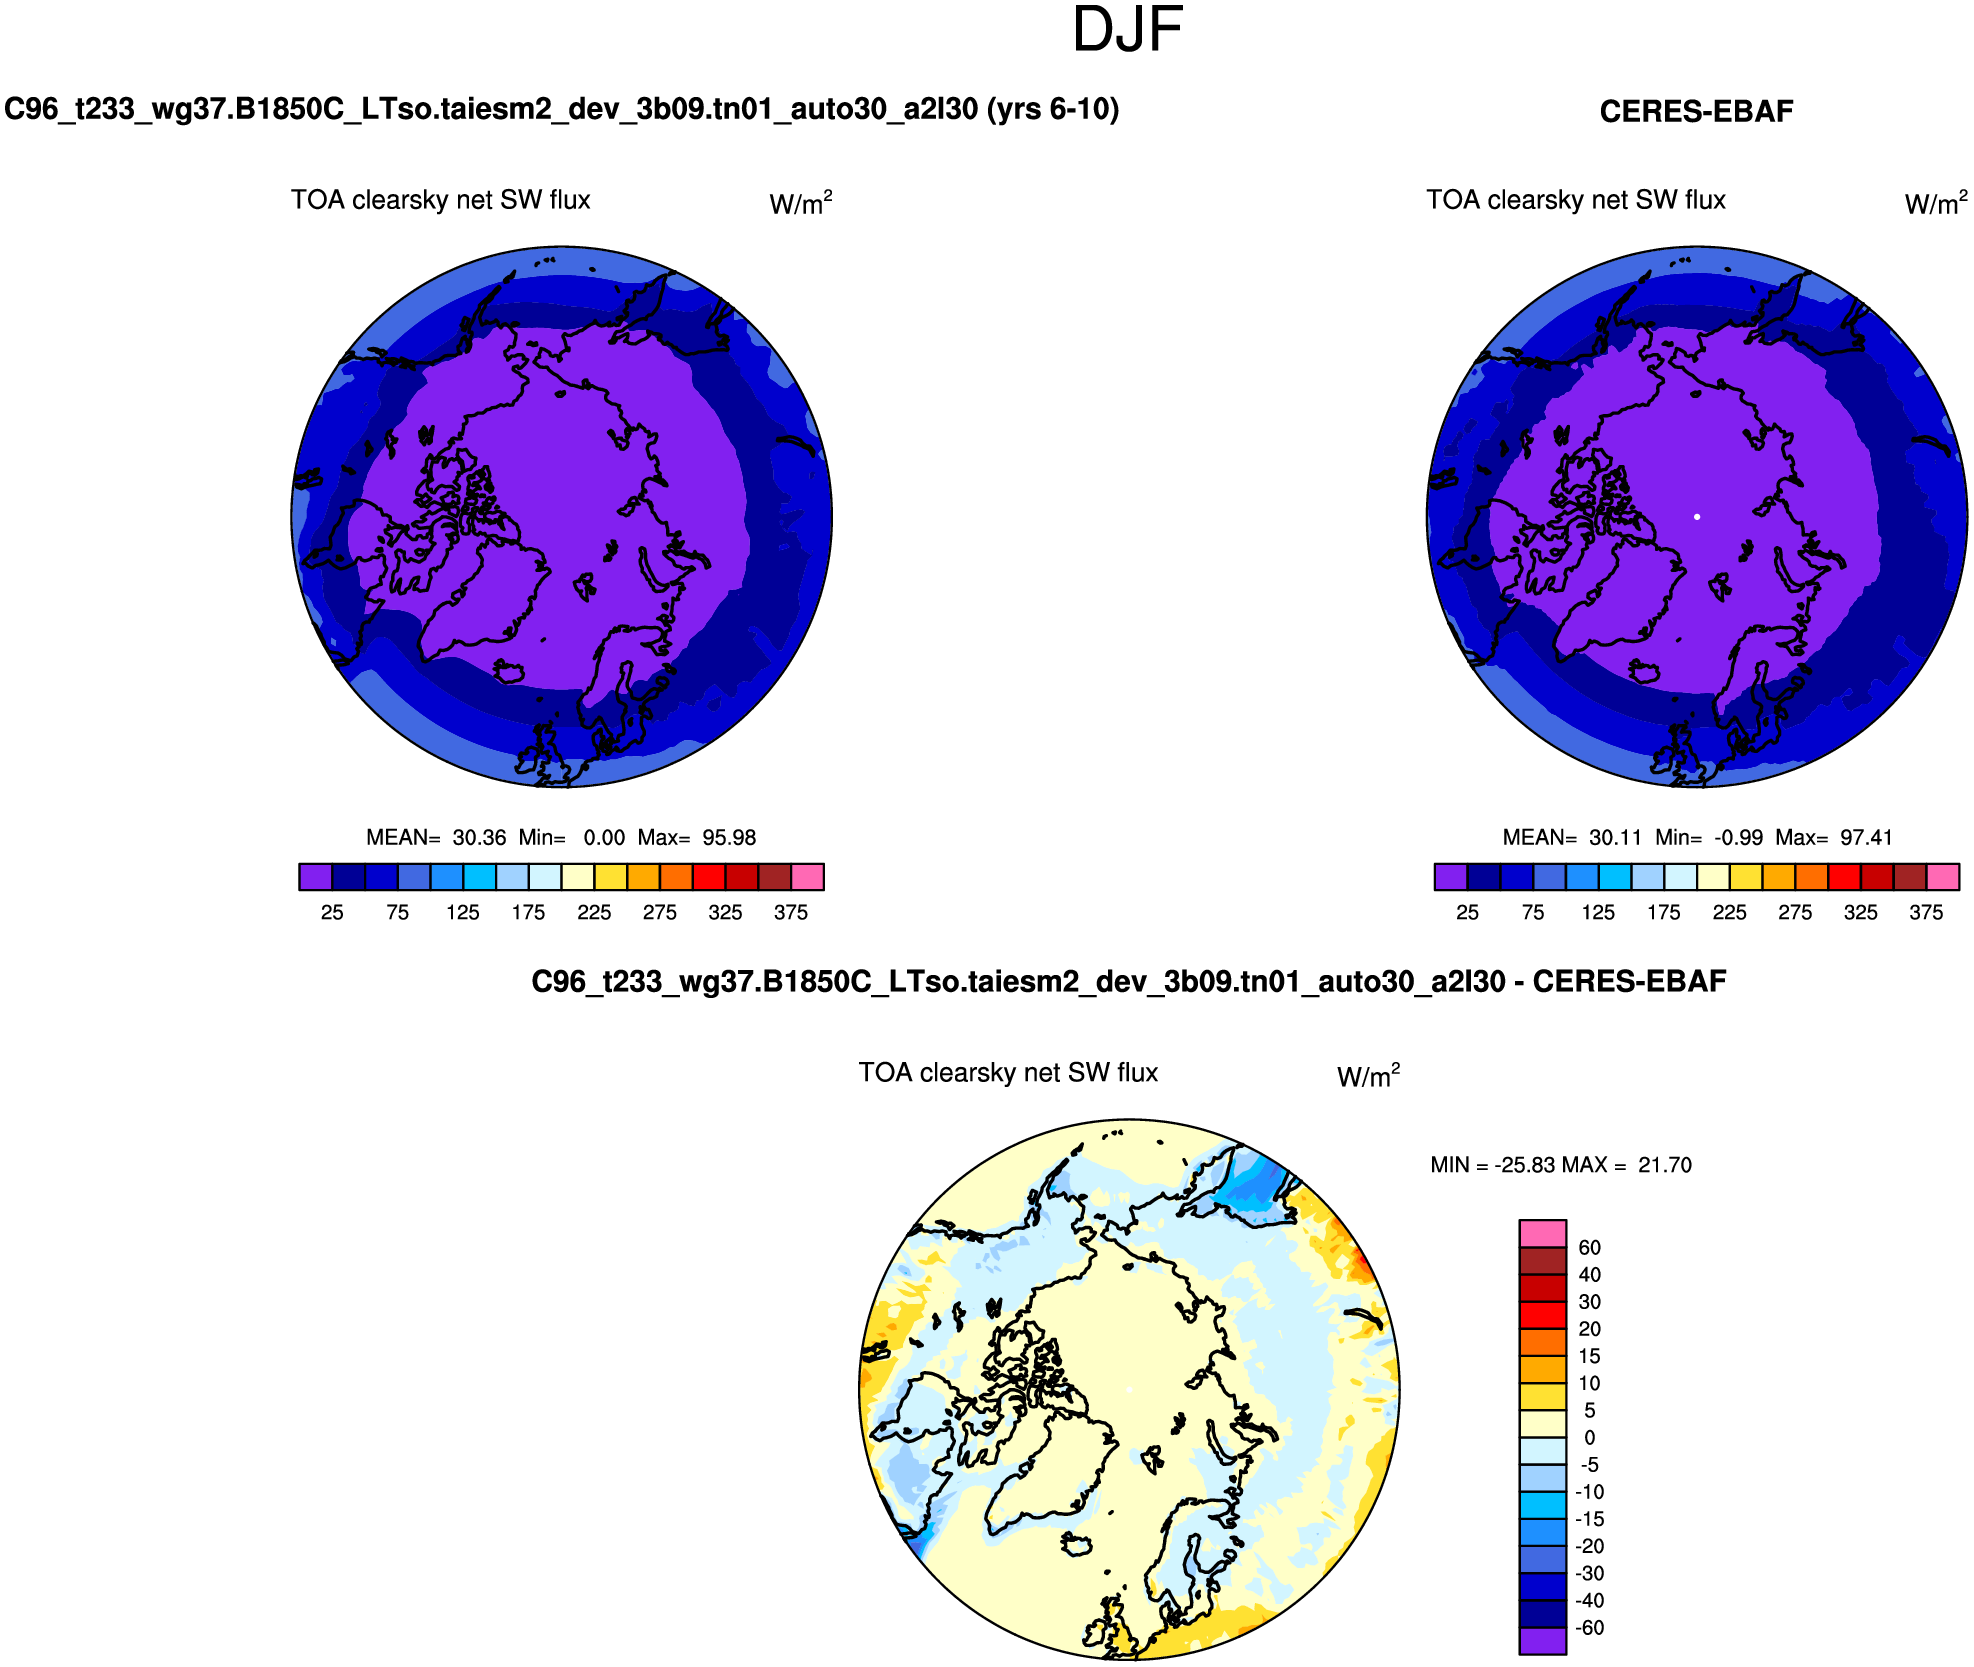 DJF
C96_t233_wg37.B1850C_LTso.taiesm2_dev_3b09.tn01_auto30_a2l30 (yrs 6-10)
CERES-EBAF
TOA clearsky net SW flux W/m²
TOA clearsky net SW flux W/m²
MEAN= 30.36 Min= 0.00 Max= 95.98
MEAN= 30.11 Min= -0.99 Max= 97.41
25 75 125 175 225 275 325 375
25 75 125 175 225 275 325 375
C96_t233_wg37.B1850C_LTso.taiesm2_dev_3b09.tn01_auto30_a2l30 - CERES-EBAF
TOA clearsky net SW flux W/m²
MIN = -25.83 MAX = 21.70
60
40
30
20
15
10
5
0
-5
-10
-15
-20
-30
-40
-60